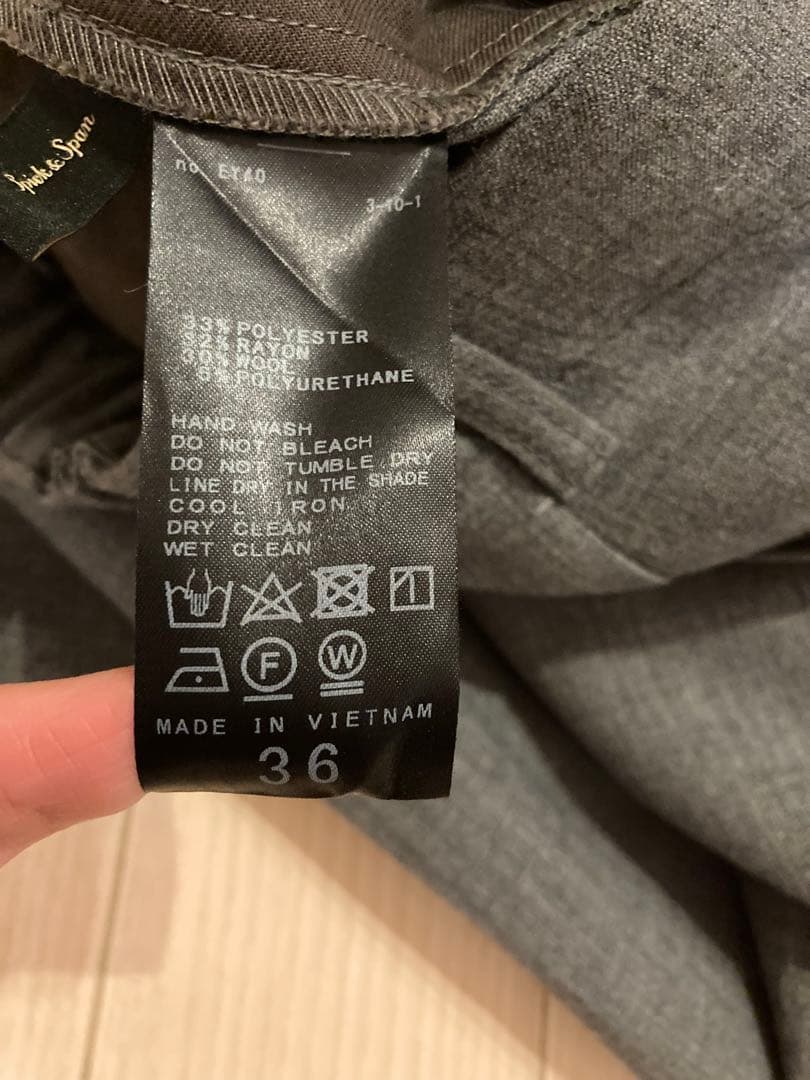 Spick & Span
no EY40
3-10-1
33% POLYESTER
32% RAYON
30% WOOL
5% POLYURETHANE
HAND WASH
DO NOT BLEACH
DO NOT TUMBLE DRY
LINE DRY IN THE SHADE
COOL IRON
DRY CLEAN
WET CLEAN
F
W
MADE IN VIETNAM
36